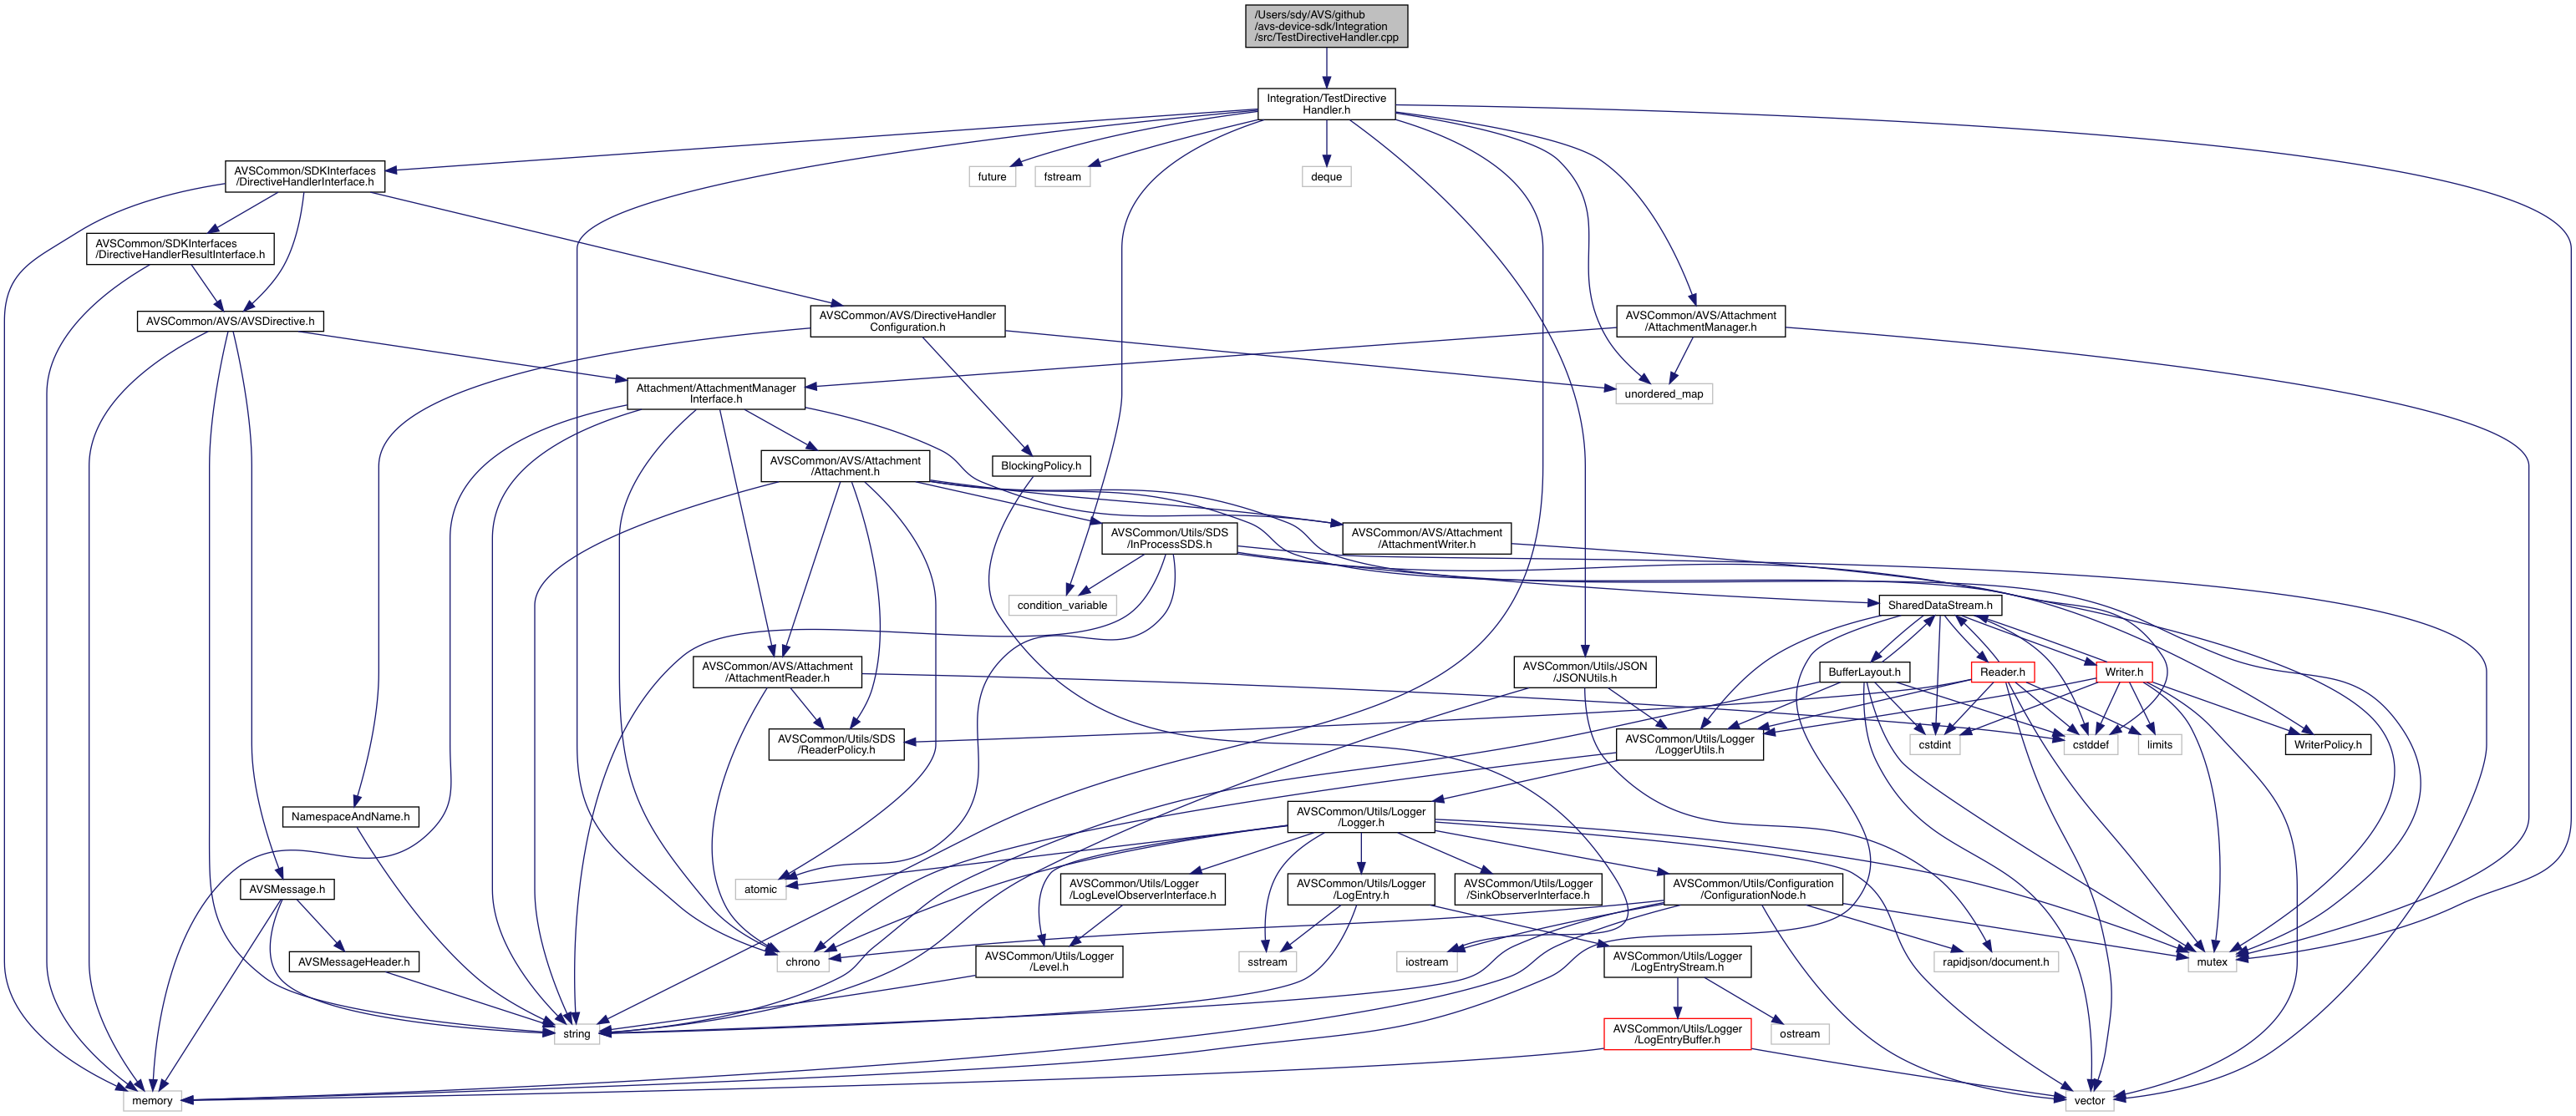 /Users/sdy/AVS/github
/avs-device-sdk/Integration
/src/TestDirectiveHandler.cpp
Integration/TestDirective
Handler.h
AVSCommon/SDKInterfaces
/DirectiveHandlerInterface.h
future
fstream
deque
AVSCommon/SDKInterfaces
/DirectiveHandlerResultInterface.h
AVSCommon/AVS/AVSDirective.h
AVSCommon/AVS/DirectiveHandler
Configuration.h
AVSCommon/AVS/Attachment
/AttachmentManager.h
Attachment/AttachmentManager
Interface.h
unordered_map
AVSCommon/AVS/Attachment
/Attachment.h
BlockingPolicy.h
AVSCommon/Utils/SDS
/InProcessSDS.h
AVSCommon/AVS/Attachment
/AttachmentWriter.h
condition_variable
SharedDataStream.h
AVSCommon/AVS/Attachment
/AttachmentReader.h
AVSCommon/Utils/JSON
/JSONUtils.h
BufferLayout.h
Reader.h
Writer.h
AVSCommon/Utils/SDS
/ReaderPolicy.h
AVSCommon/Utils/Logger
/LoggerUtils.h
cstdint
cstddef
limits
WriterPolicy.h
NamespaceAndName.h
AVSCommon/Utils/Logger
/Logger.h
AVSMessage.h
atomic
AVSCommon/Utils/Logger
/LogLevelObserverInterface.h
AVSCommon/Utils/Logger
/LogEntry.h
AVSCommon/Utils/Logger
/SinkObserverInterface.h
AVSCommon/Utils/Configuration
/ConfigurationNode.h
AVSMessageHeader.h
chrono
AVSCommon/Utils/Logger
/Level.h
sstream
iostream
AVSCommon/Utils/Logger
/LogEntryStream.h
rapidjson/document.h
mutex
string
AVSCommon/Utils/Logger
/LogEntryBuffer.h
ostream
memory
vector